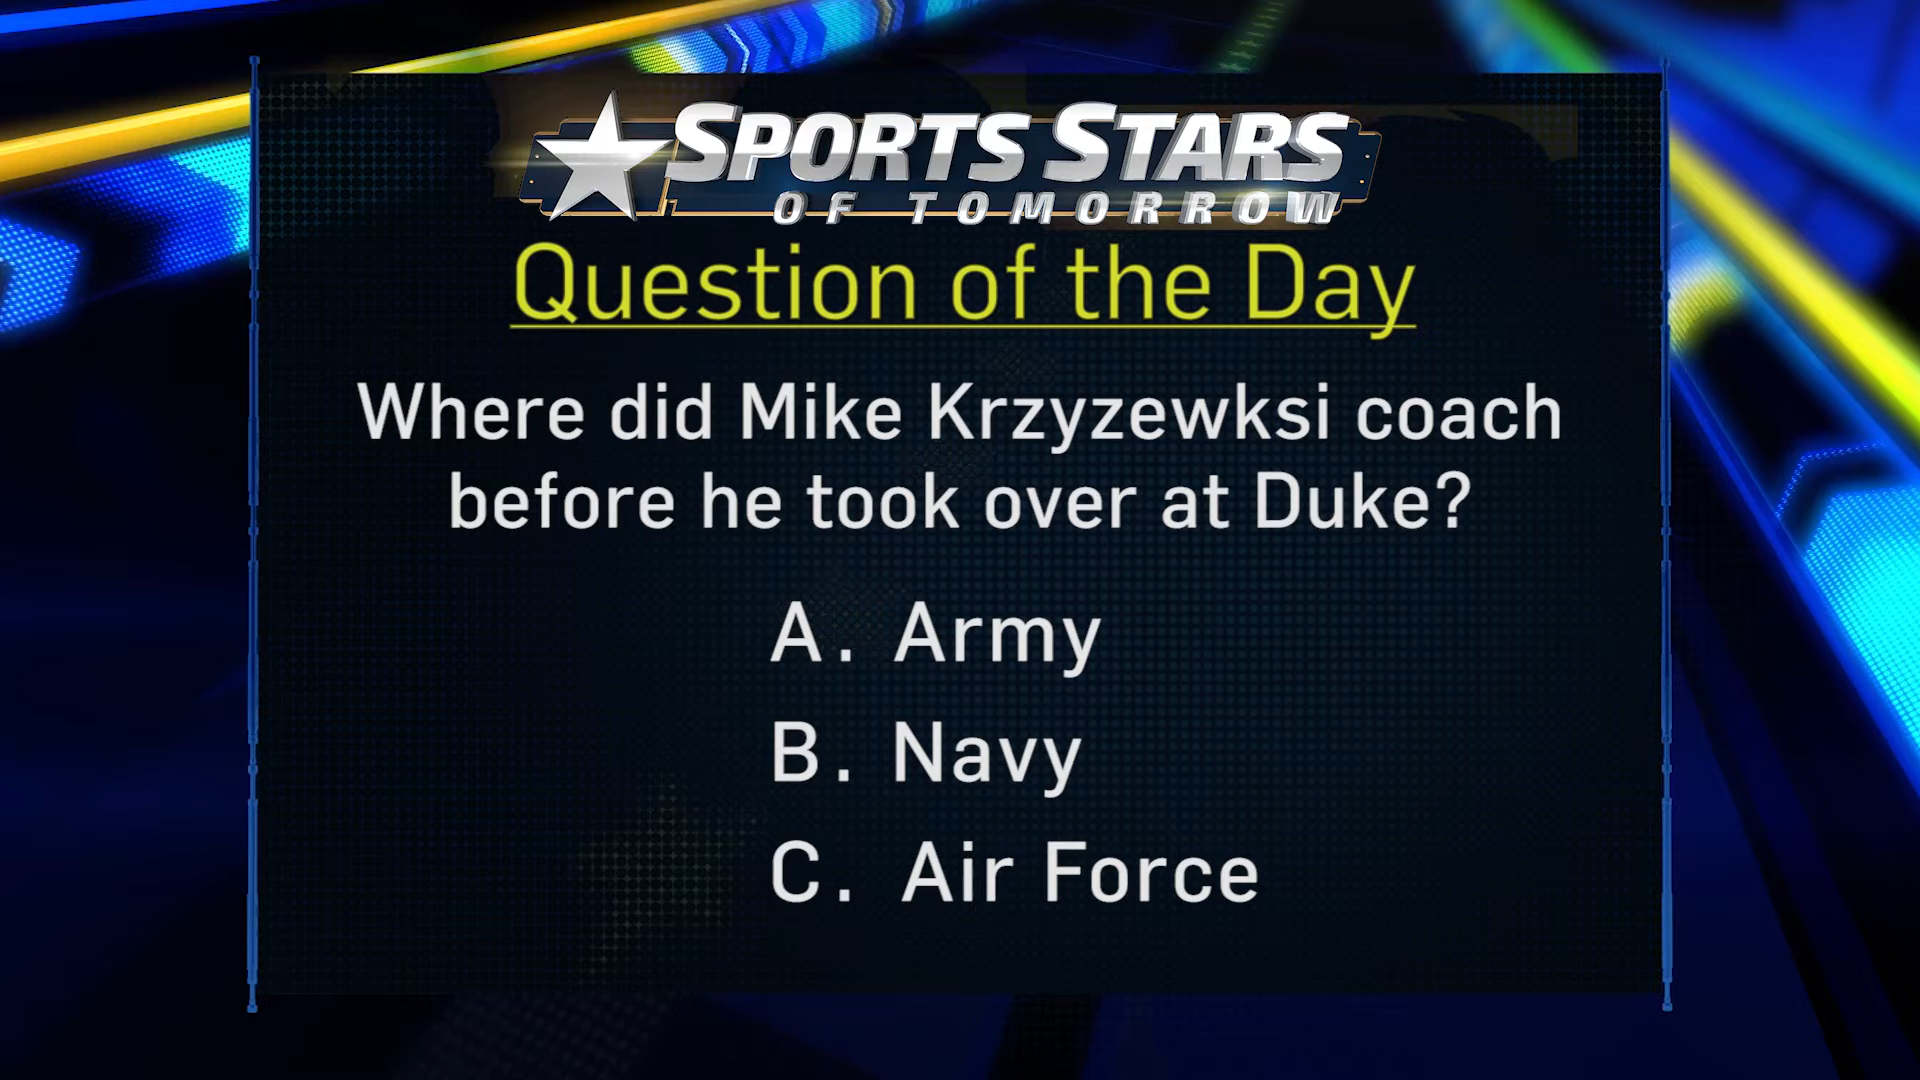 SPORTS STARS
OF TOMORROW
Question of the Day
Where did Mike Krzyzewksi coach
before he took over at Duke?
A. Army
B. Navy
C. Air Force